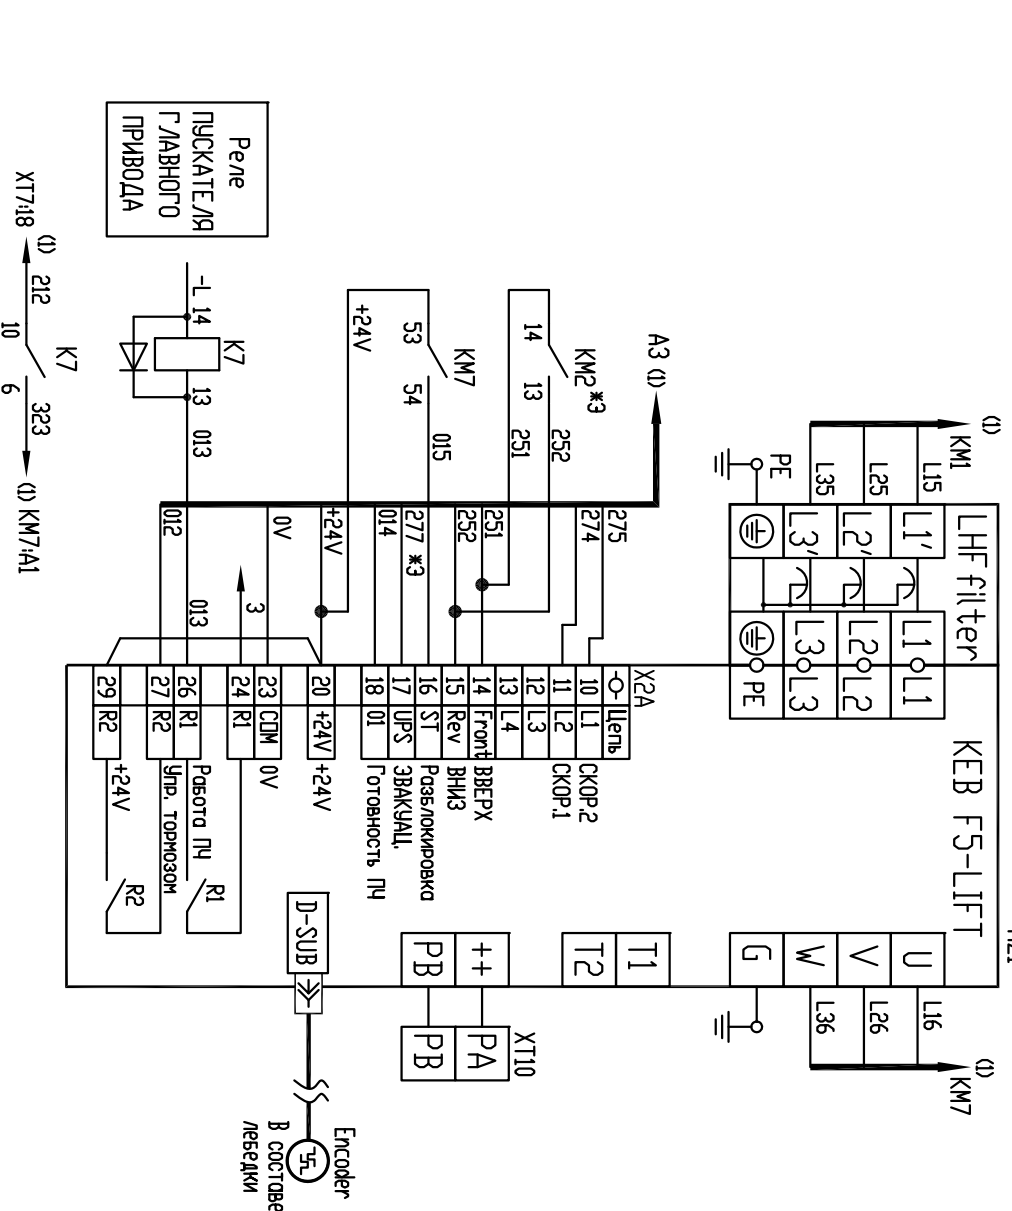 (1)
KM1
L15
L25
L35
PE
LHF filter
L1'
L2'
L3'
L1
L2
L3
L1
L2
L3
PE
KEB F5-LIFT
U
V
W
G
L16
L26
L36
(1)
KM7
T1
T2
++
PB
XT10
PA
PB
D-SUB
Encoder
В составе
лебедки
A3 (1)
KM2 *Э
14
13
252
251
KM7
53
54
015
+24V
Реле
ПУСКАТЕЛЯ
ГЛАВНОГО
ПРИВОДА
-L 14
K7
13
013
K7
XT7:18
(1)
212
10
6
323
(1) KM7:A1
275
274
251
252
277 *Э
014
+24V
0V
012
3
013
X2A
Цепь
10 L1 СКОР.2
11 L2 СКОР.1
12 L3
13 L4
14 Front ВВЕРХ
15 Rev ВНИЗ
16 ST Разблокировка
17 UPS ЭВАКУАЦ.
18 O1 Готовность ПЧ
20 +24V +24V
23 COM 0V
24 R1
26 R1 Работа ПЧ
27 R2 Упр. тормозом
29 R2 +24V
R1
R2